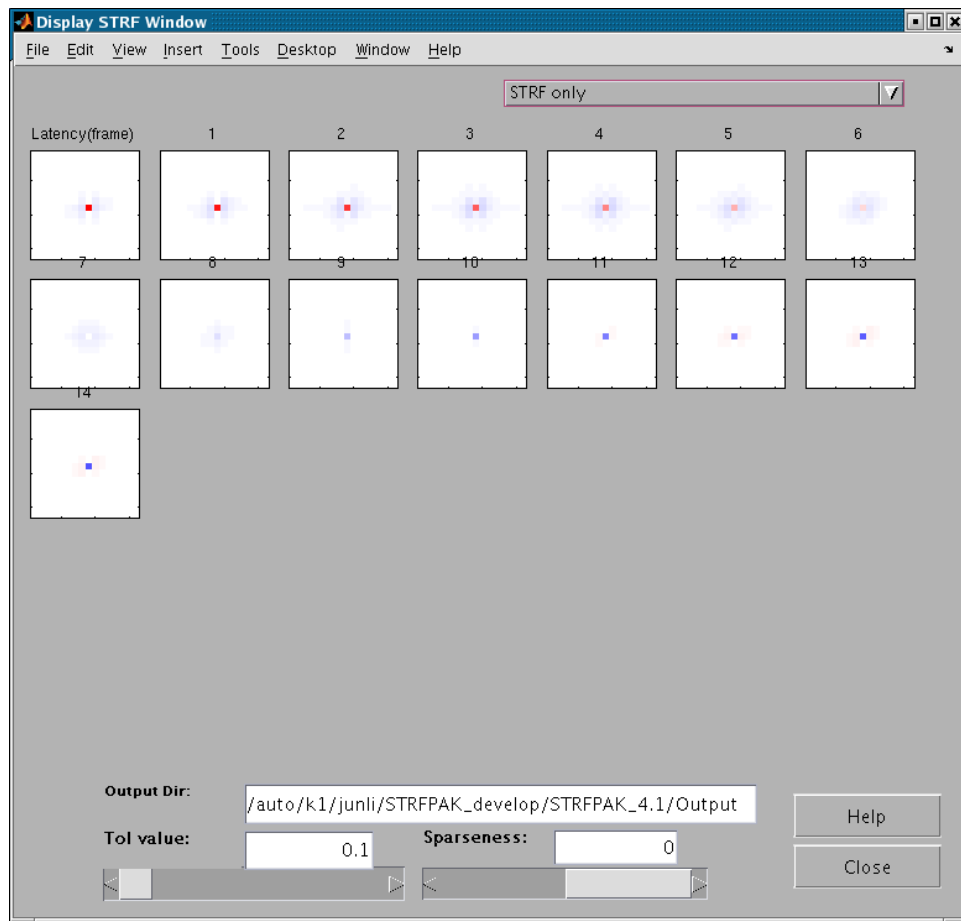 Display STRF Window
File Edit View Insert Tools Desktop Window Help
STRF only
Latency(frame) 1 2 3 4 5 6
7 8 9 10 11 12 13
14
Output Dir:
/auto/k1/junli/STRFPAK_develop/STRFPAK_4.1/Output
Help
Tol value:
0.1
Sparseness:
0
Close